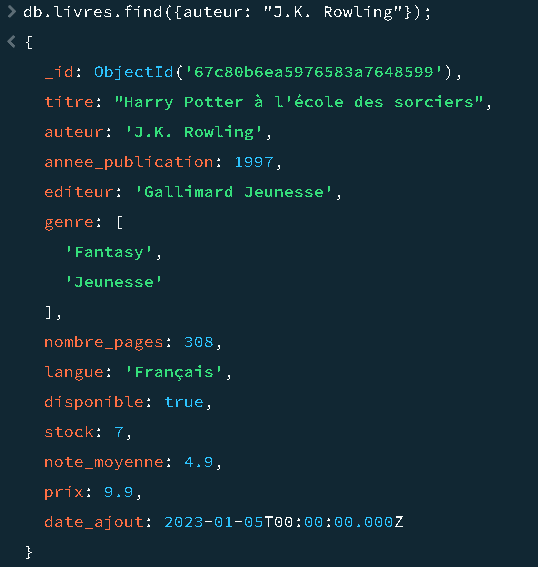 > db.livres.find({auteur: "J.K. Rowling"});
< {
_id: ObjectId('67c80b6ea5976583a7648599'),
titre: "Harry Potter à l'école des sorciers",
auteur: 'J.K. Rowling',
annee_publication: 1997,
editeur: 'Gallimard Jeunesse',
genre: [
'Fantasy',
'Jeunesse'
],
nombre_pages: 308,
langue: 'Français',
disponible: true,
stock: 7,
note_moyenne: 4.9,
prix: 9.9,
date_ajout: 2023-01-05T00:00:00.000Z
}